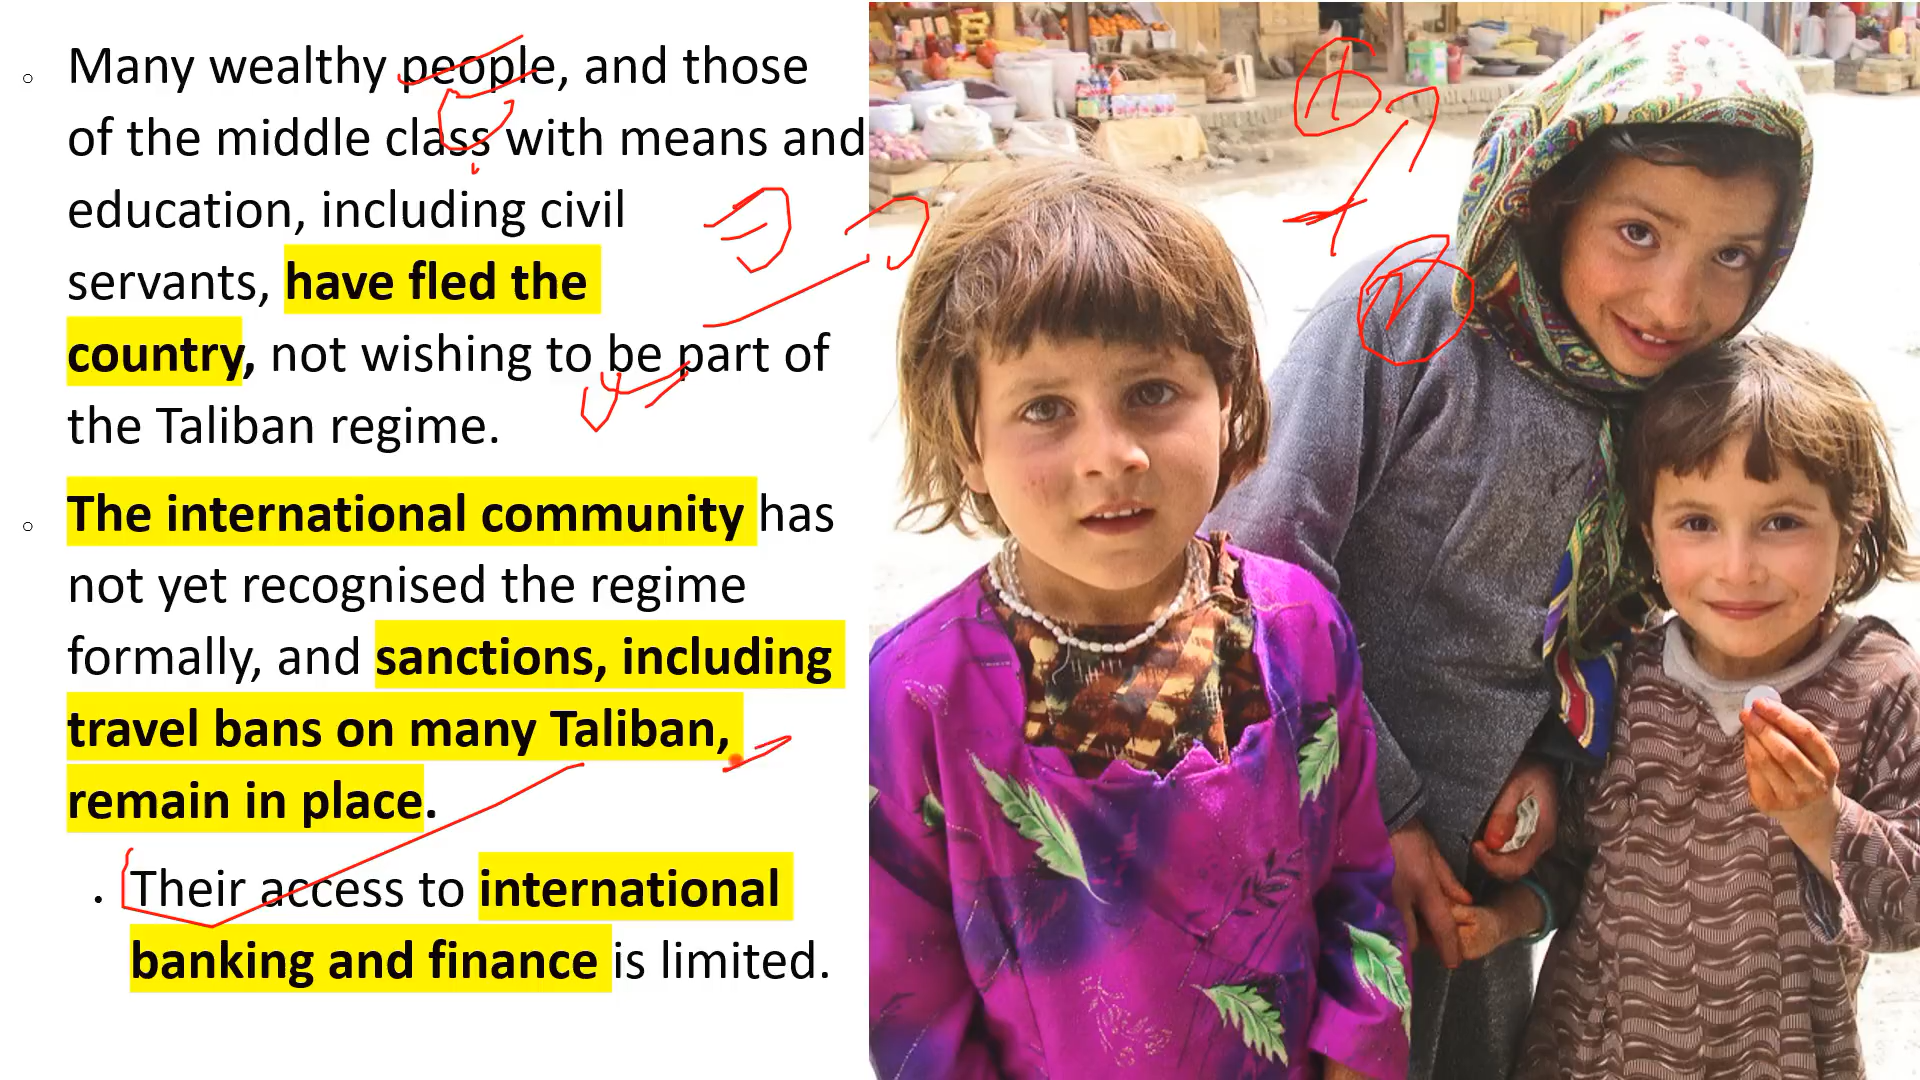 Many wealthy people, and those
of the middle class with means and
education, including civil
servants, have fled the
country, not wishing to be part of
the Taliban regime.
The international community has
not yet recognised the regime
formally, and sanctions, including
travel bans on many Taliban,
remain in place.
Their access to international
banking and finance is limited.